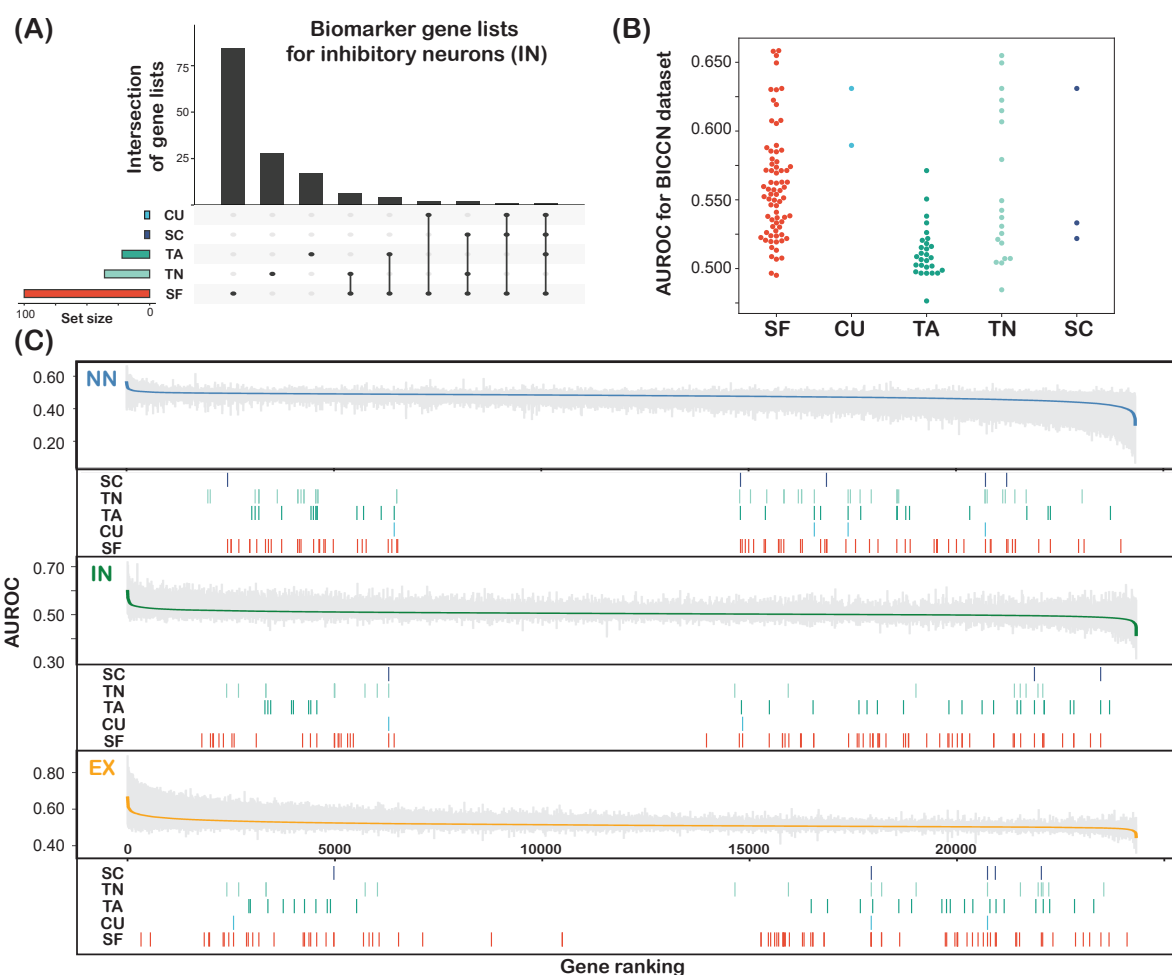 (A)
Biomarker gene lists
for inhibitory neurons (IN)
Intersection
of gene lists
75
50
25
CU
SC
TA
TN
SF
100
0
Set size
(B)
AUROC for BICCN dataset
0.650
0.600
0.550
0.500
SF CU TA TN SC
(C)
AUROC
NN
0.60
0.40
0.20
SC
TN
TA
CU
SF
IN
0.70
0.50
0.30
SC
TN
TA
CU
SF
EX
0.80
0.60
0.40
0 5000 10000 15000 20000
SC
TN
TA
CU
SF
Gene ranking